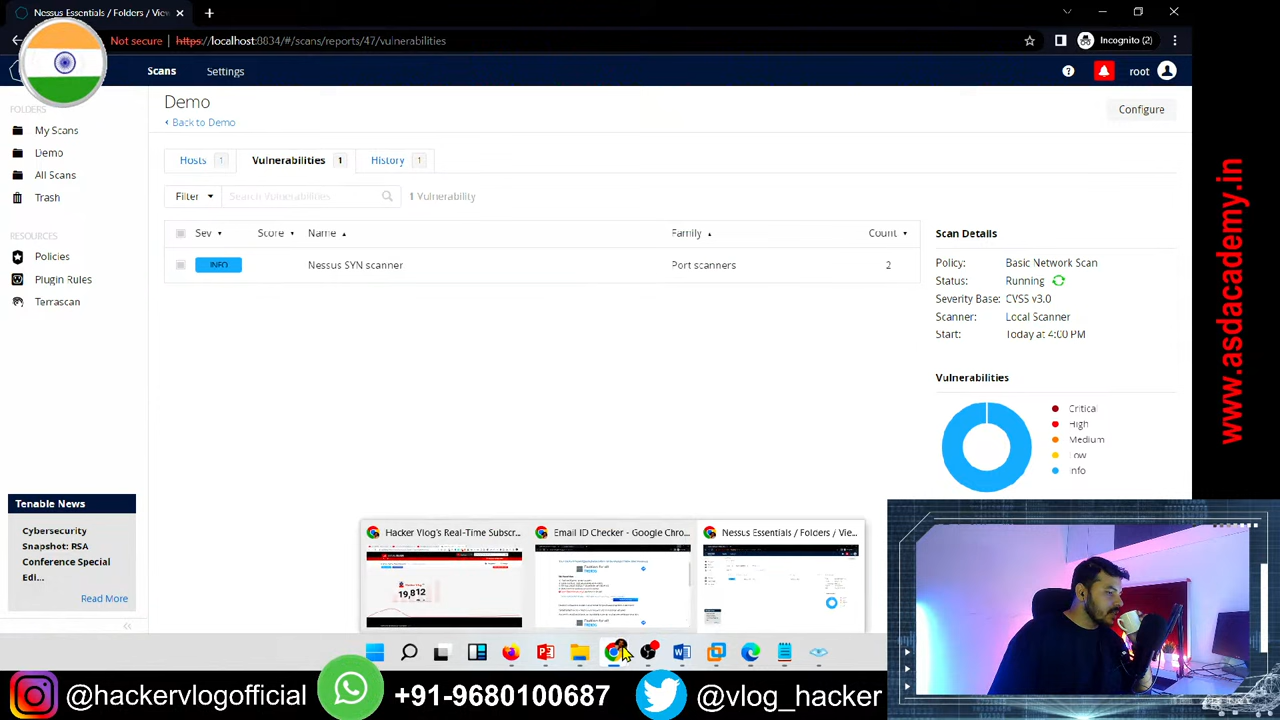 Nessus Essentials / Folders / View
Not secure
https://localhost:8834/#/scans/reports/47/vulnerabilities
Incognito (2)
Scans
Settings
root
FOLDERS
My Scans
Demo
All Scans
Trash
RESOURCES
Policies
Plugin Rules
Terrascan
Demo
Back to Demo
Configure
Hosts 1
Vulnerabilities 1
History 1
Filter
Search Vulnerabilities
1 Vulnerability
Sev Score Name Family Count
INFO Nessus SYN scanner Port scanners 2
Scan Details
Policy: Basic Network Scan
Status: Running
Severity Base: CVSS v3.0
Scanner: Local Scanner
Start: Today at 4:00 PM
Vulnerabilities
Critical
High
Medium
Low
Info
Tenable News
Cybersecurity
Snapshot: RSA
Conference Special
Edi...
Read More
Hacker Vlog's Real-Time Subscr...
Email ID Checker - Google Chro...
Nessus Essentials / Folders / Vie...
19,812
www.asdacademy.in
@hackervlogofficial
+91-9680100687
@vlog_hacker